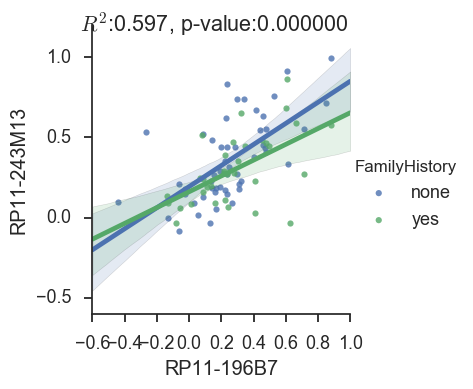 R²:0.597, p-value:0.000000
1.0
0.5
0.0
−0.5
RP11-243M13
−0.6 −0.4 −0.2 0.0 0.2 0.4 0.6 0.8 1.0
RP11-196B7
FamilyHistory
none
yes